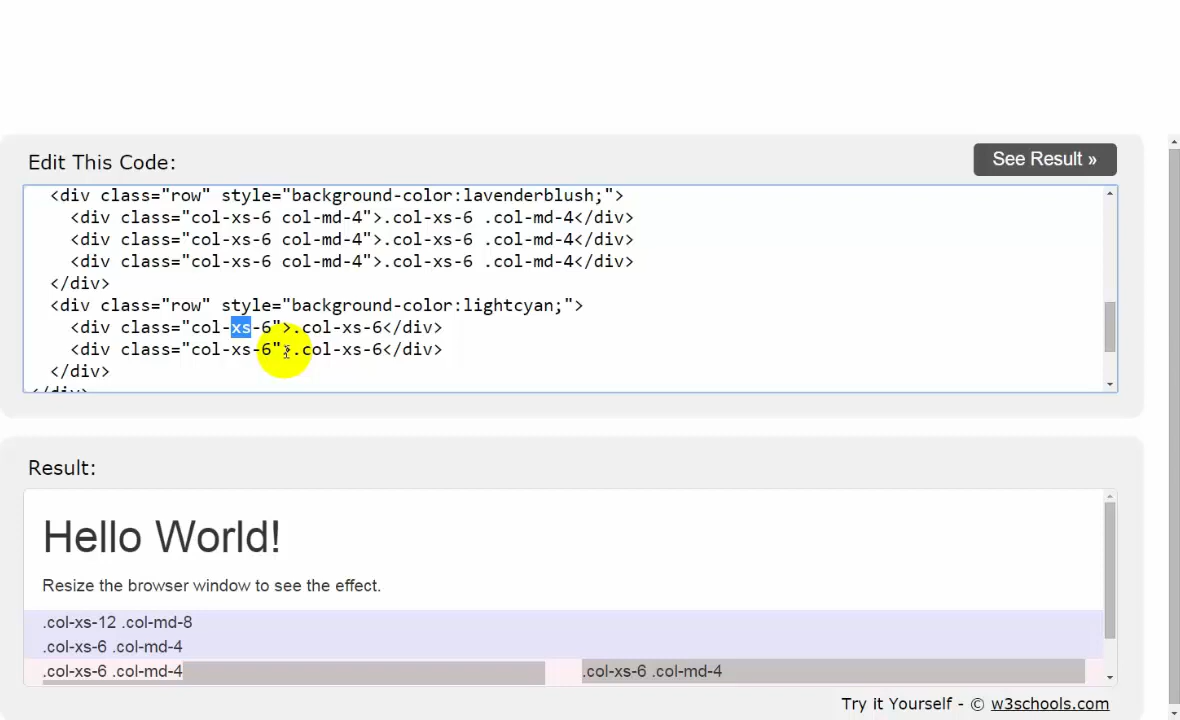 Edit This Code:
See Result »
<div class="row" style="background-color:lavenderblush;">
<div class="col-xs-6 col-md-4">.col-xs-6 .col-md-4</div>
<div class="col-xs-6 col-md-4">.col-xs-6 .col-md-4</div>
<div class="col-xs-6 col-md-4">.col-xs-6 .col-md-4</div>
</div>
<div class="row" style="background-color:lightcyan;">
<div class="col-xs-6">.col-xs-6</div>
<div class="col-xs-6">.col-xs-6</div>
</div>
</div>
Result:
Hello World!
Resize the browser window to see the effect.
.col-xs-12 .col-md-8
.col-xs-6 .col-md-4
.col-xs-6 .col-md-4 .col-xs-6 .col-md-4
Try it Yourself - © w3schools.com